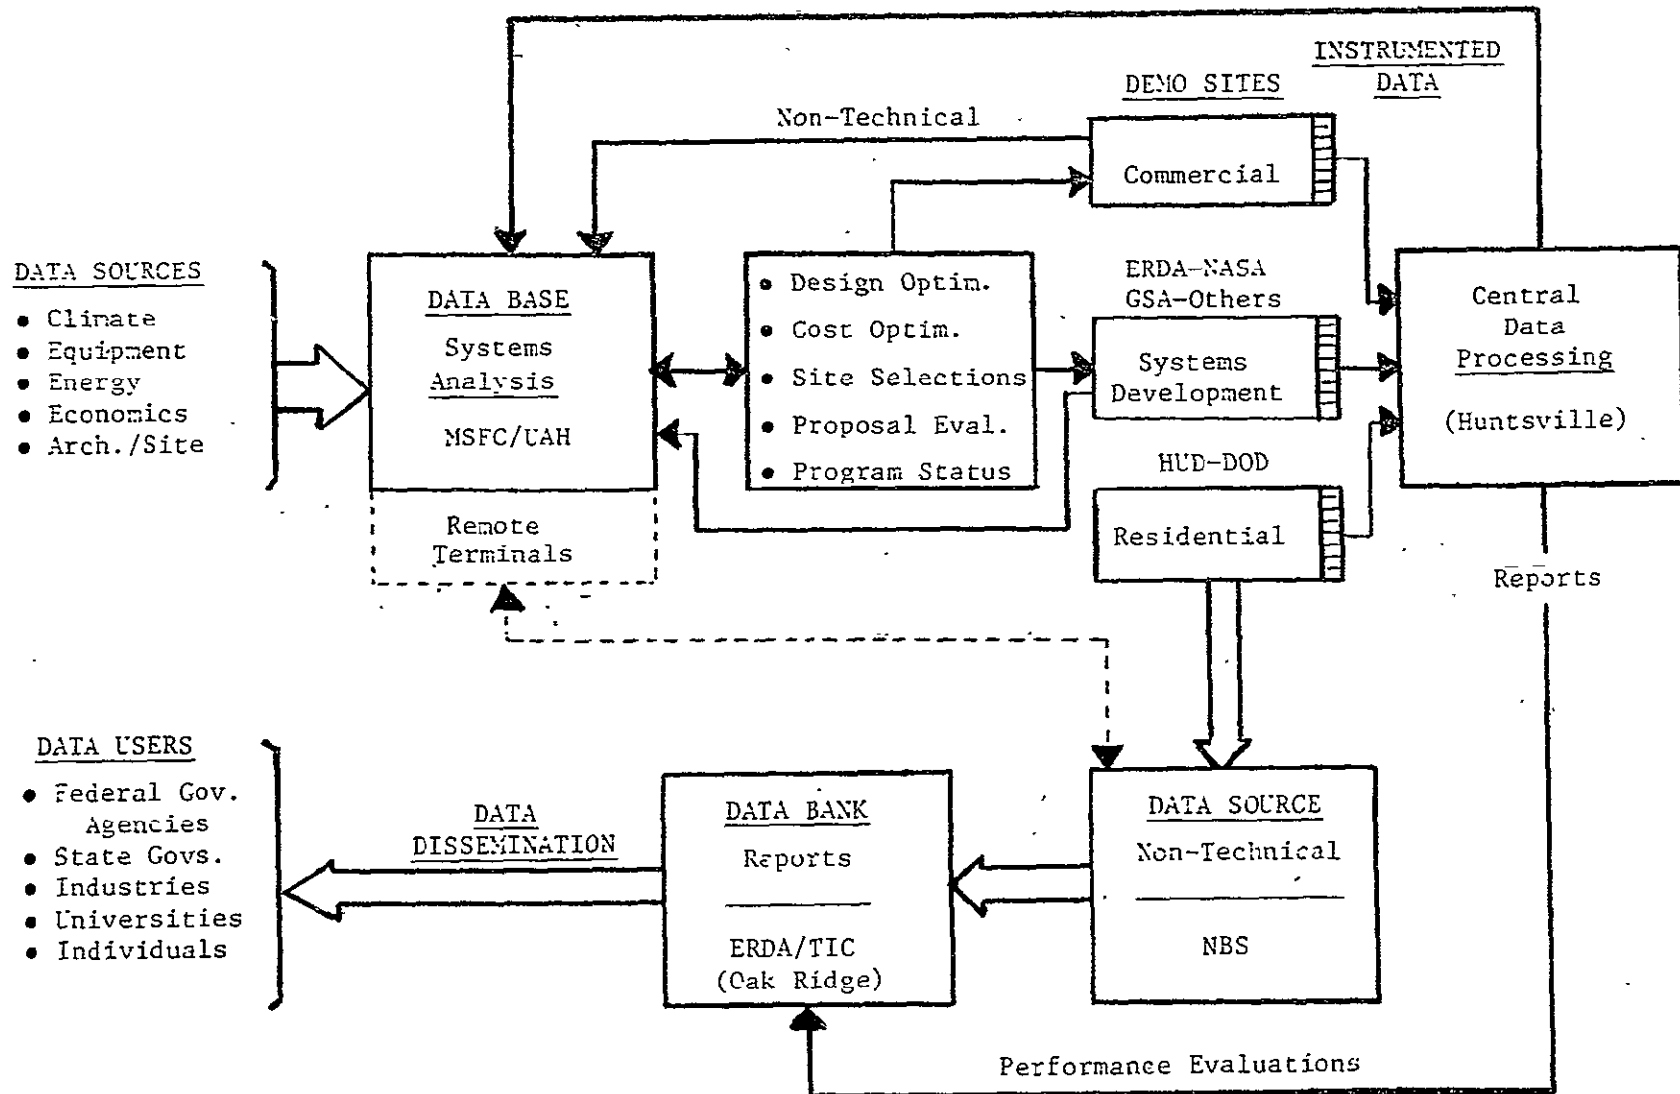 INSTRUMENTED
DATA
DEMO SITES
Non-Technical
Commercial
DATA SOURCES
• Climate
• Equipment
• Energy
• Economics
• Arch./Site
DATA BASE
Systems
Analysis
MSFC/UAH
Remote
Terminals
• Design Optim.
• Cost Optim.
• Site Selections
• Proposal Eval.
• Program Status
ERDA-NASA
GSA-Others
Systems
Development
HUD-DOD
Residential
Central
Data
Processing
(Huntsville)
Reports
DATA USERS
• Federal Gov.
Agencies
• State Govs.
• Industries
• Universities
• Individuals
DATA
DISSEMINATION
DATA BANK
Reports
ERDA/TIC
(Oak Ridge)
DATA SOURCE
Non-Technical
NBS
Performance Evaluations